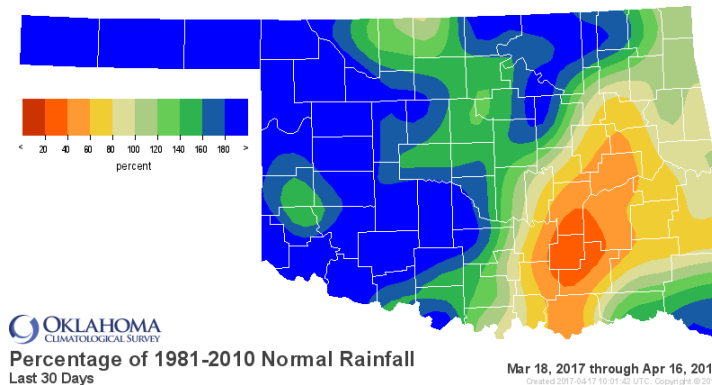 < 20 40 60 80 100 120 140 160 180 >
percent
OKLAHOMA
CLIMATOLOGICAL SURVEY
Percentage of 1981-2010 Normal Rainfall
Last 30 Days
Mar 18, 2017 through Apr 16, 201
Created 2017-04-17 10:01:42 UTC. Copyright © 20